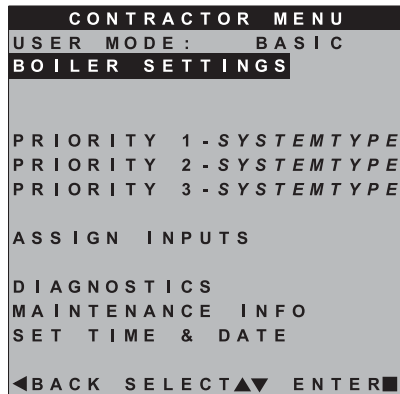 CONTRACTOR MENU
USER MODE: BASIC
BOILER SETTINGS
PRIORITY 1-SYSTEMTYPE
PRIORITY 2-SYSTEMTYPE
PRIORITY 3-SYSTEMTYPE
ASSIGN INPUTS
DIAGNOSTICS
MAINTENANCE INFO
SET TIME & DATE
◀BACK SELECT▲▼ ENTER■